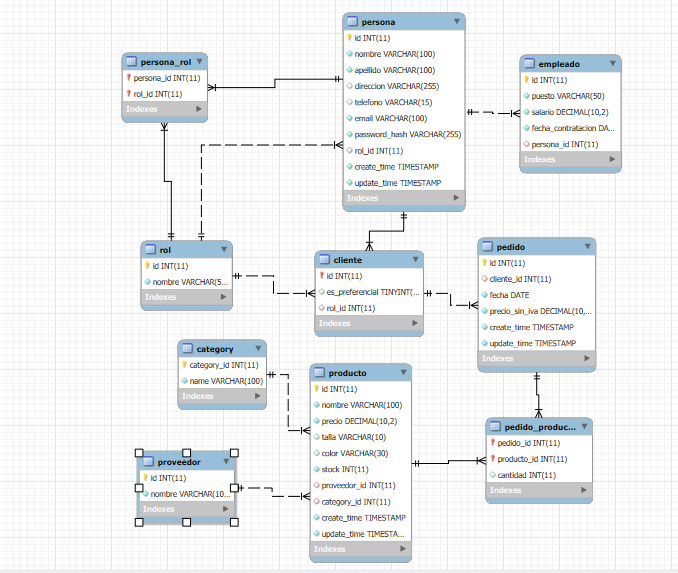 persona
id INT(11)
nombre VARCHAR(100)
apellido VARCHAR(100)
direccion VARCHAR(255)
telefono VARCHAR(15)
email VARCHAR(100)
password_hash VARCHAR(255)
rol_id INT(11)
create_time TIMESTAMP
update_time TIMESTAMP
Indexes
persona_rol
persona_id INT(11)
rol_id INT(11)
Indexes
empleado
id INT(11)
puesto VARCHAR(50)
salario DECIMAL(10,2)
fecha_contratacion DA...
persona_id INT(11)
Indexes
rol
id INT(11)
nombre VARCHAR(5...
Indexes
cliente
id INT(11)
es_preferencial TINYINT(...
rol_id INT(11)
Indexes
pedido
id INT(11)
cliente_id INT(11)
fecha DATE
precio_sin_iva DECIMAL(10,...
create_time TIMESTAMP
update_time TIMESTAMP
Indexes
category
category_id INT(11)
name VARCHAR(100)
Indexes
producto
id INT(11)
nombre VARCHAR(100)
precio DECIMAL(10,2)
talla VARCHAR(10)
color VARCHAR(30)
stock INT(11)
proveedor_id INT(11)
category_id INT(11)
create_time TIMESTAMP
update_time TIMESTA...
Indexes
pedido_produc...
pedido_id INT(11)
producto_id INT(11)
cantidad INT(11)
Indexes
proveedor
id INT(11)
nombre VARCHAR(10...
Indexes